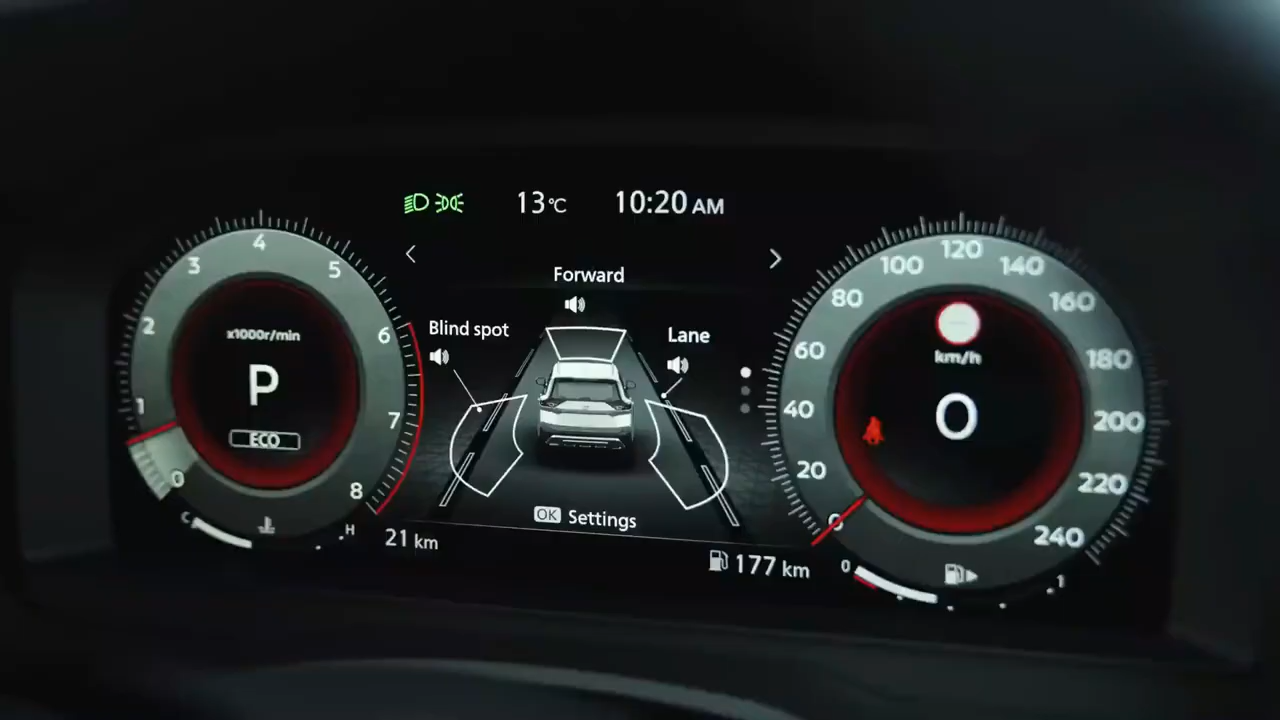 13°C 10:20 AM
Forward
Blind spot
Lane
OK Settings
21 km
177 km
x1000r/min
P
ECO
0
1
2
3
4
5
6
7
8
C
H
km/h
0
0
20
40
60
80
100
120
140
160
180
200
220
240
0
1